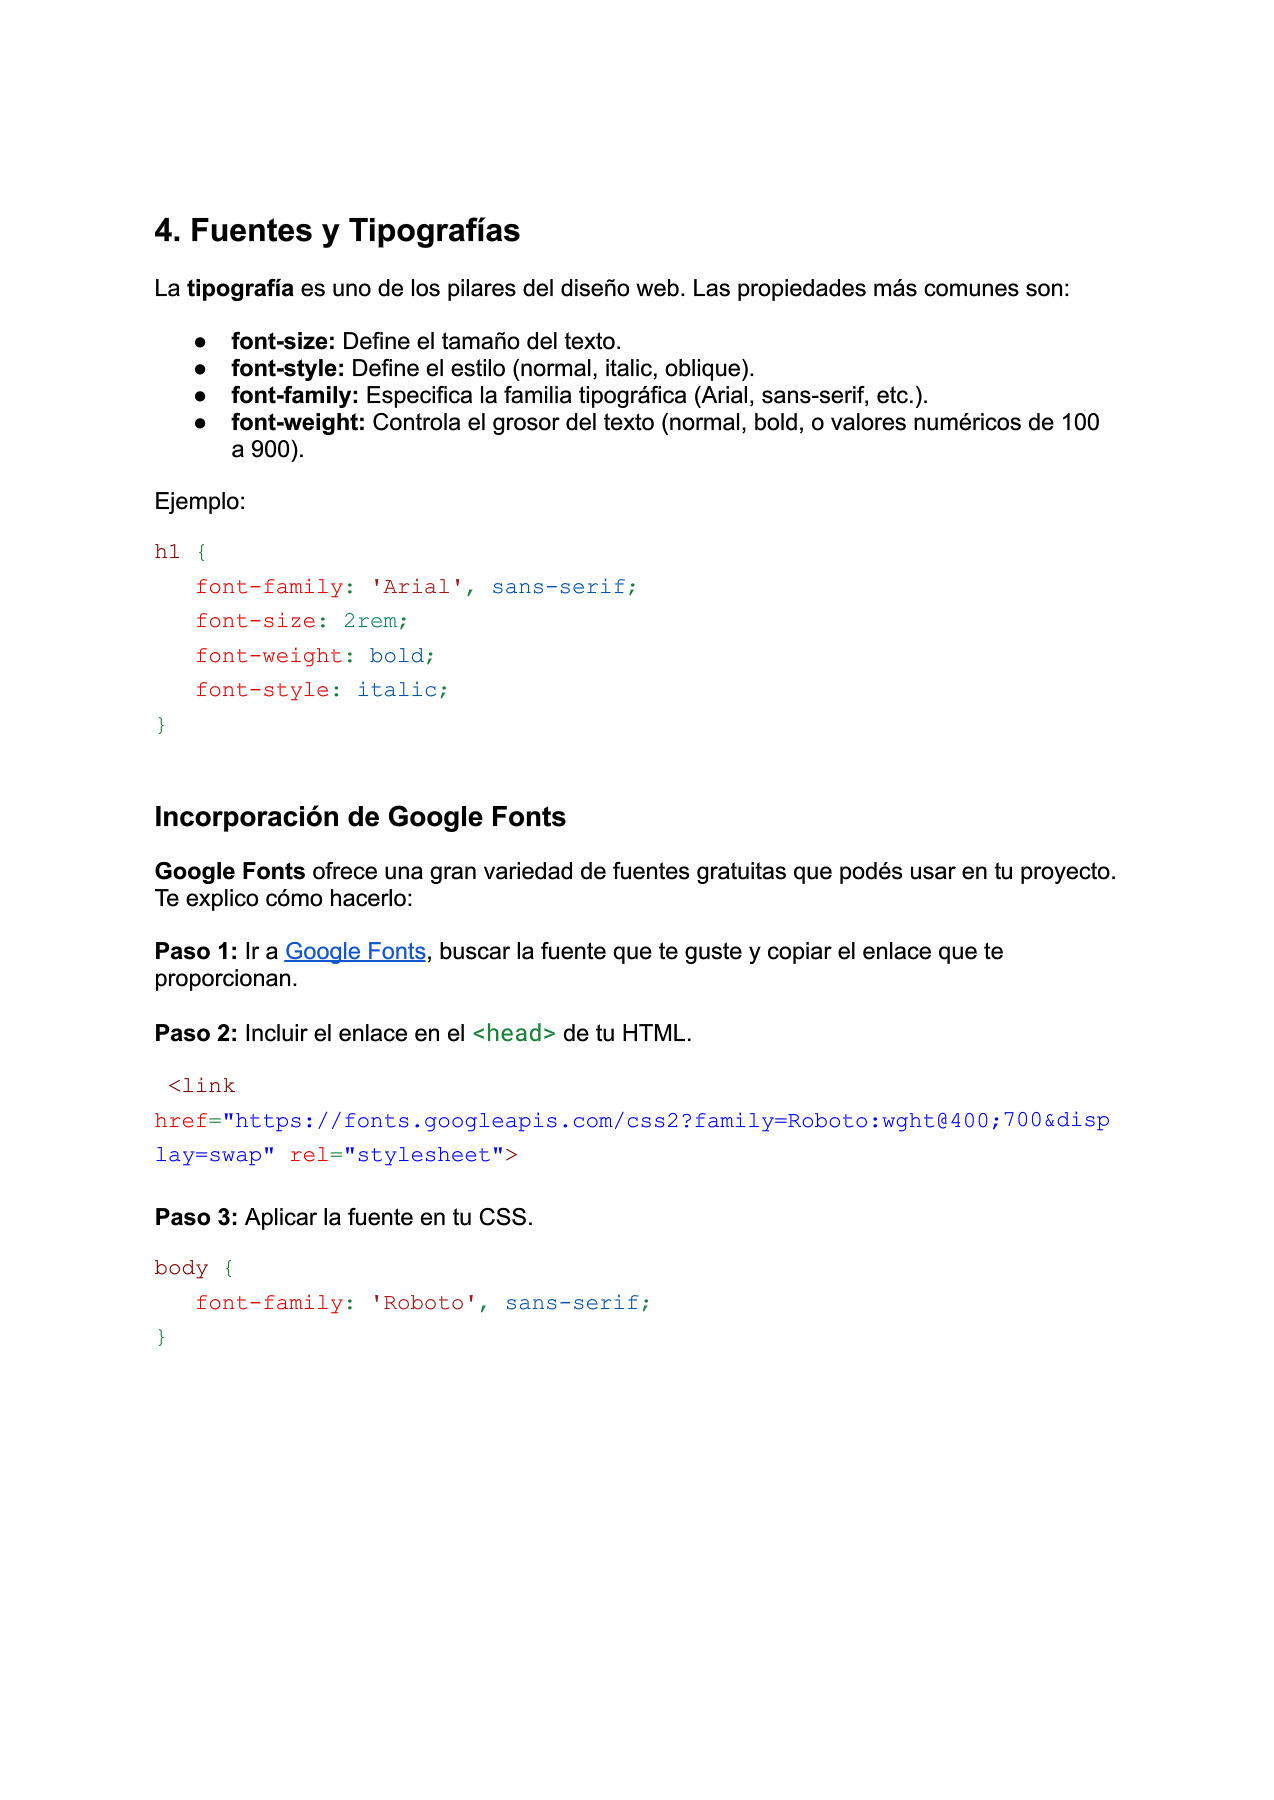 4. Fuentes y Tipografías
La tipografía es uno de los pilares del diseño web. Las propiedades más comunes son:
● font-size: Define el tamaño del texto.
● font-style: Define el estilo (normal, italic, oblique).
● font-family: Especifica la familia tipográfica (Arial, sans-serif, etc.).
● font-weight: Controla el grosor del texto (normal, bold, o valores numéricos de 100
a 900).
Ejemplo:
h1 {
   font-family: 'Arial', sans-serif;
   font-size: 2rem;
   font-weight: bold;
   font-style: italic;
}
Incorporación de Google Fonts
Google Fonts ofrece una gran variedad de fuentes gratuitas que podés usar en tu proyecto.
Te explico cómo hacerlo:
Paso 1: Ir a Google Fonts, buscar la fuente que te guste y copiar el enlace que te
proporcionan.
Paso 2: Incluir el enlace en el <head> de tu HTML.
 <link
href="https://fonts.googleapis.com/css2?family=Roboto:wght@400;700&disp
lay=swap" rel="stylesheet">
Paso 3: Aplicar la fuente en tu CSS.
body {
   font-family: 'Roboto', sans-serif;
}